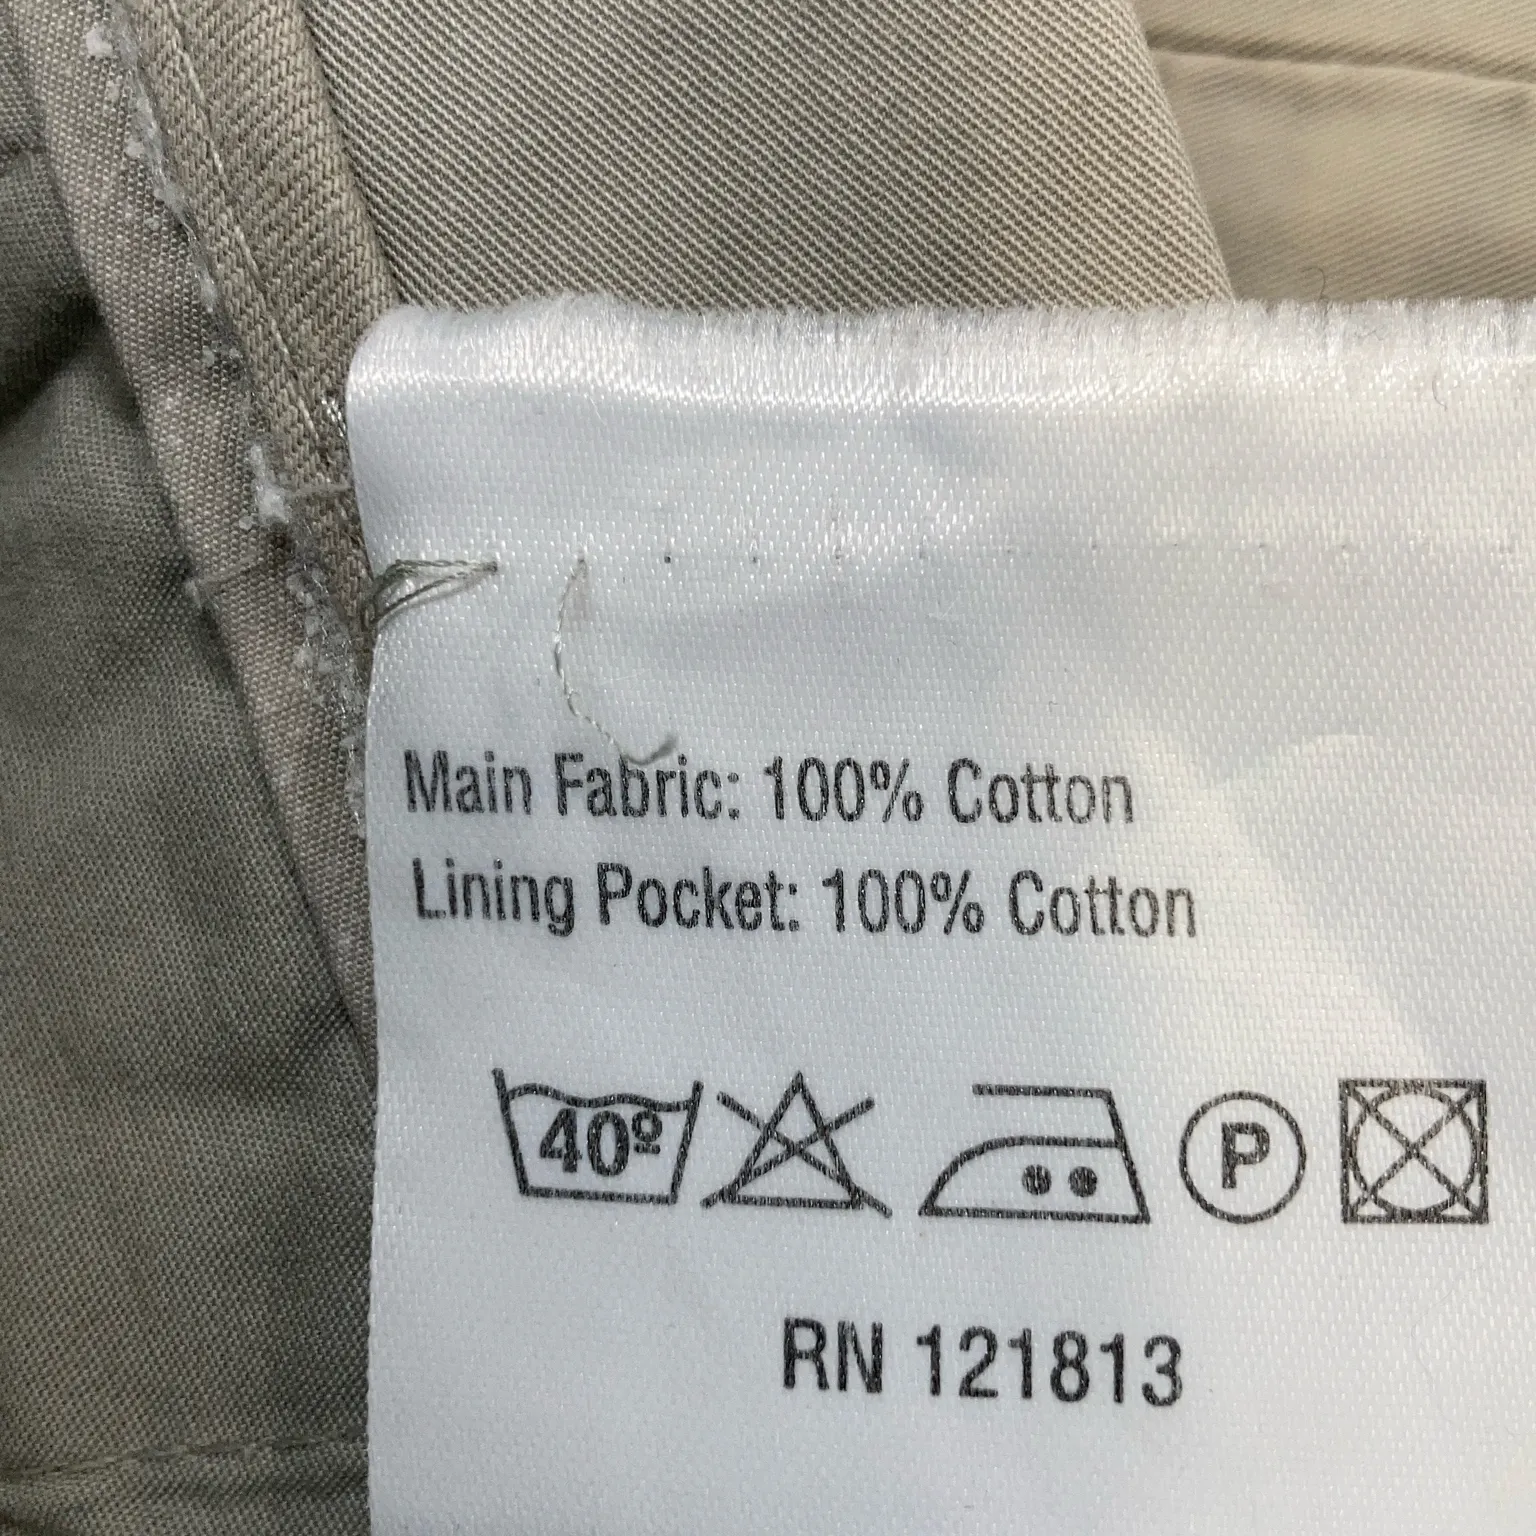 Main Fabric: 100% Cotton
Lining Pocket: 100% Cotton
40º P
RN 121813